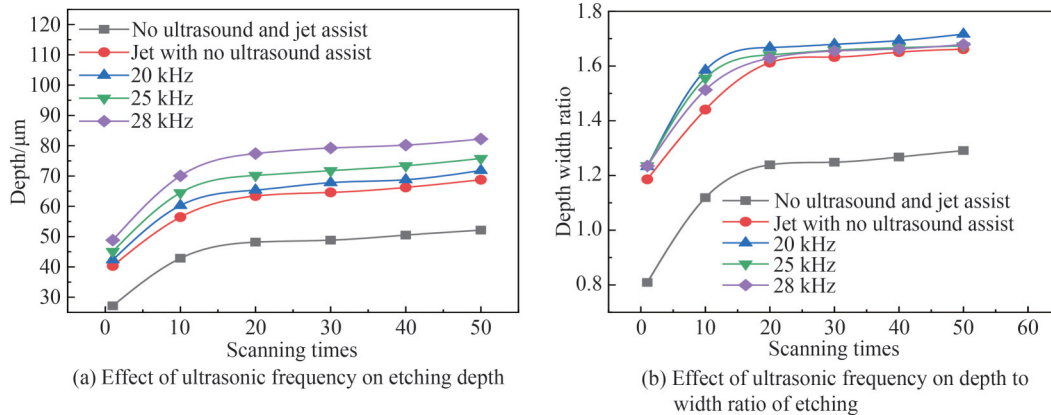 120
110
100
90
80
70
60
50
40
30
Depth/μm
No ultrasound and jet assist
Jet with no ultrasound assist
20 kHz
25 kHz
28 kHz
0 10 20 30 40 50
Scanning times
(a) Effect of ultrasonic frequency on etching depth
1.8
1.6
1.4
1.2
1.0
0.8
Depth width ratio
No ultrasound and jet assist
Jet with no ultrasound assist
20 kHz
25 kHz
28 kHz
0 10 20 30 40 50 60
Scanning times
(b) Effect of ultrasonic frequency on depth to
width ratio of etching